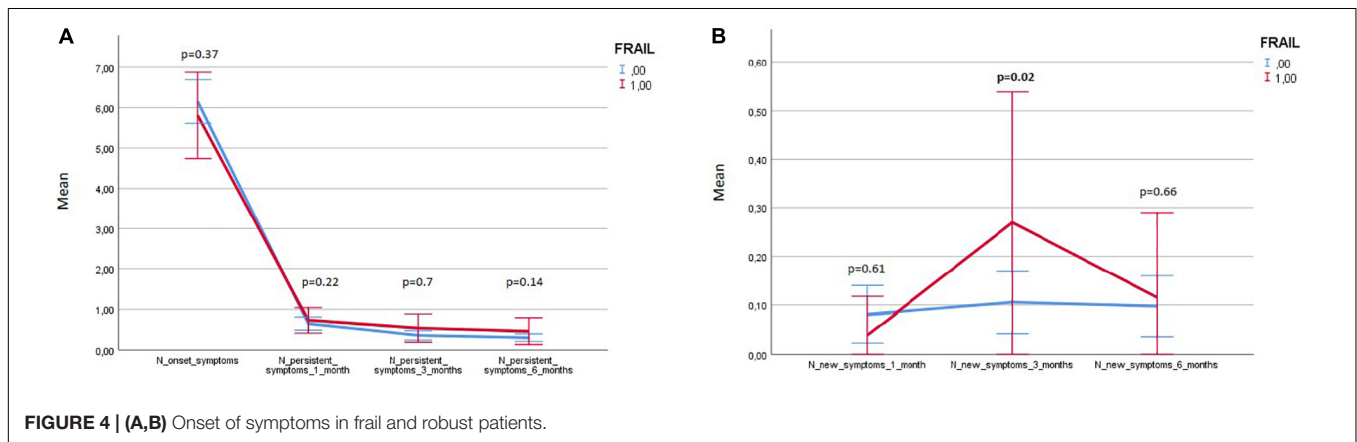 A
p=0.37
FRAIL
,00
1,00
7,00
6,00
5,00
4,00
3,00
2,00
1,00
0,00
Mean
p=0.22
p=0.7
p=0.14
N_onset_symptoms
N_persistent_
symptoms_1_month
N_persistent_
symptoms_3_months
N_persistent_
symptoms_6_months
B
FRAIL
,00
1,00
0,60
0,50
0,40
0,30
0,20
0,10
0,00
Mean
p=0.02
p=0.66
p=0.61
N_new_symptoms_1_month
N_new_symptoms_3_months
N_new_symptoms_6_months
FIGURE 4 | (A,B) Onset of symptoms in frail and robust patients.